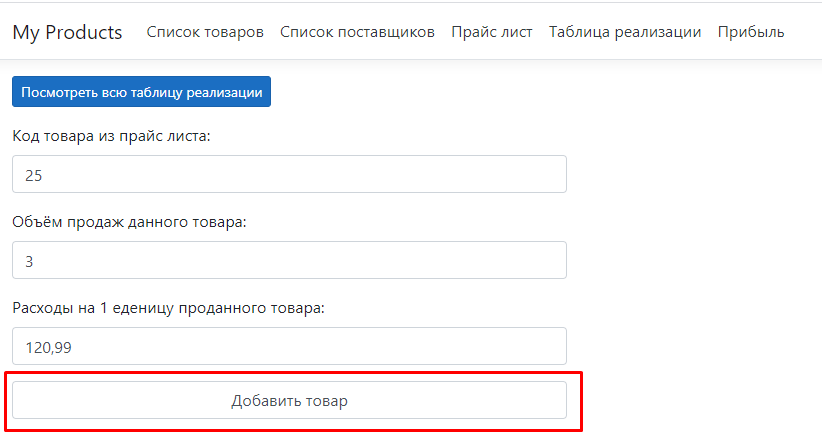 My Products Список товаров Список поставщиков Прайс лист Таблица реализации Прибыль
Посмотреть всю таблицу реализации
Код товара из прайс листа:
25
Объём продаж данного товара:
3
Расходы на 1 еденицу проданного товара:
120,99
Добавить товар